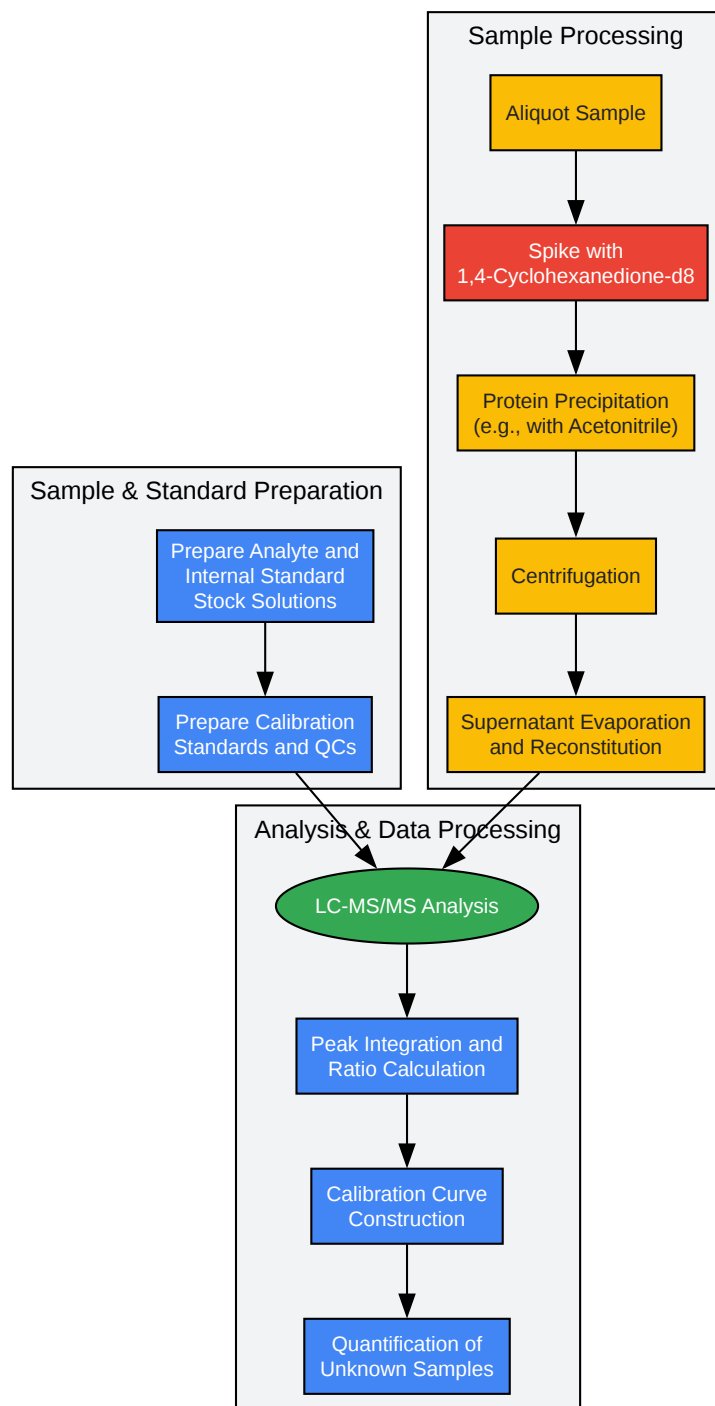 Sample Processing
Aliquot Sample
Spike with
1,4-Cyclohexanedione-d8
Protein Precipitation
(e.g., with Acetonitrile)
Centrifugation
Supernatant Evaporation
and Reconstitution
Sample & Standard Preparation
Prepare Analyte and
Internal Standard
Stock Solutions
Prepare Calibration
Standards and QCs
Analysis & Data Processing
LC-MS/MS Analysis
Peak Integration and
Ratio Calculation
Calibration Curve
Construction
Quantification of
Unknown Samples